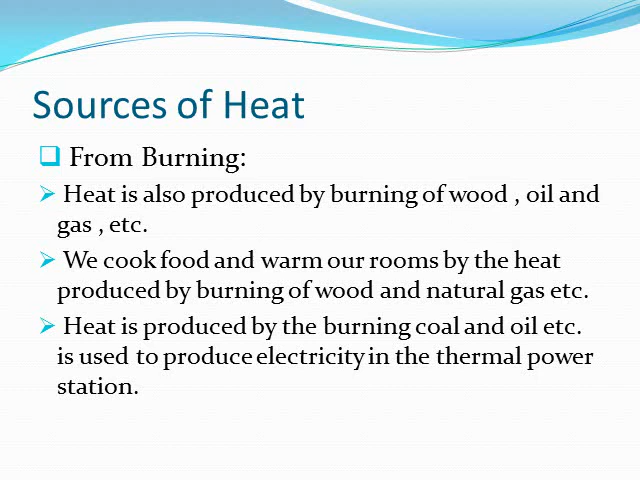 Sources of Heat
From Burning:
Heat is also produced by burning of wood , oil and
gas , etc.
We cook food and warm our rooms by the heat
produced by burning of wood and natural gas etc.
Heat is produced by the burning coal and oil etc.
is used to produce electricity in the thermal power
station.